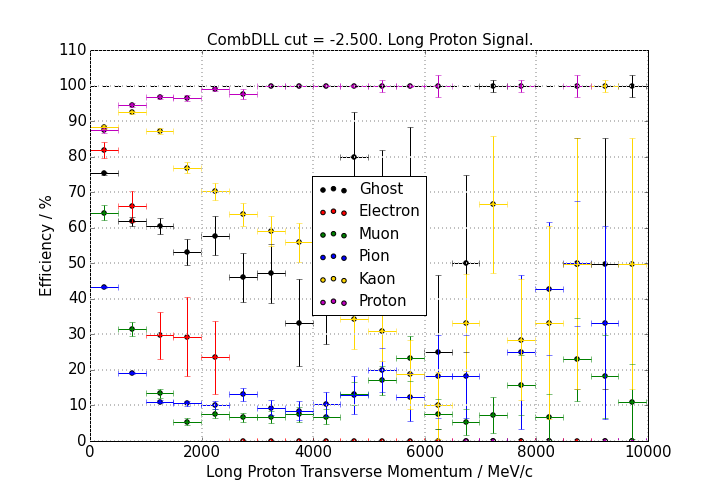 CombDLL cut = -2.500. Long Proton Signal.
110
100
90
80
70
60
50
40
30
20
10
0
Efficiency / %
Ghost
Electron
Muon
Pion
Kaon
Proton
0 2000 4000 6000 8000 10000
Long Proton Transverse Momentum / MeV/c